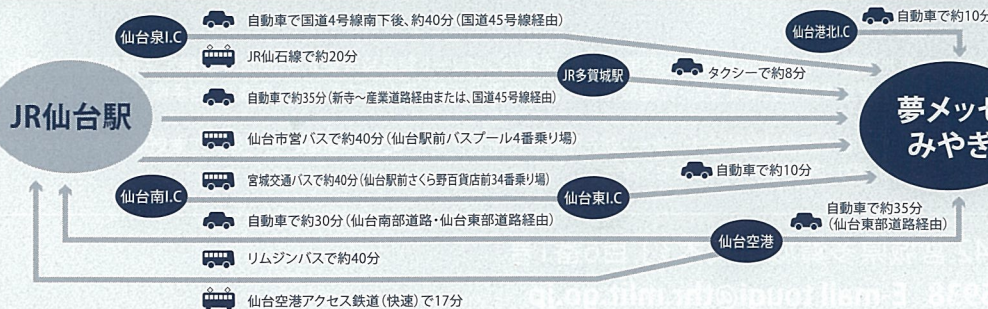 自動車で国道4号線南下後、約40分(国道45号線経由)
仙台泉I.C
仙台港北I.C
自動車で約10分
JR仙石線で約20分
JR多賀城駅
タクシーで約8分
JR仙台駅
自動車で約35分(新寺〜産業道路経由または、国道45号線経由)
夢メッセ
みやぎ
仙台市営バスで約40分(仙台駅前バスプール4番乗り場)
宮城交通バスで約40分(仙台駅前さくら野百貨店前34番乗り場)
自動車で約10分
仙台南I.C
仙台東I.C
自動車で約30分(仙台南部道路・仙台東部道路経由)
仙台空港
自動車で約35分
(仙台東部道路経由)
リムジンバスで約40分
仙台空港アクセス鉄道(快速)で17分